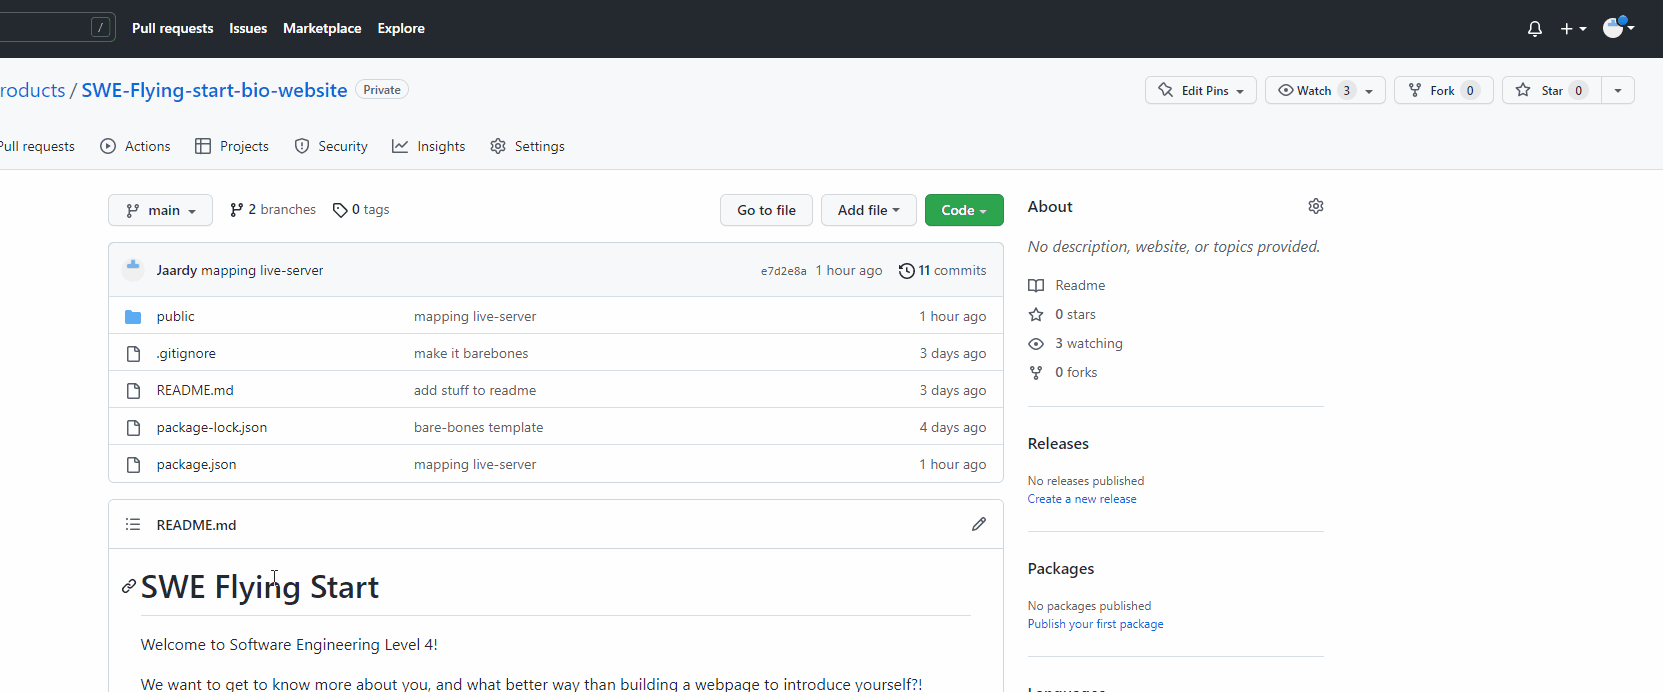 / Pull requests Issues Marketplace Explore
roducts / SWE-Flying-start-bio-website Private Edit Pins Watch 3 Fork 0 Star 0
Pull requests Actions Projects Security Insights Settings
main 2 branches 0 tags Go to file Add file Code
Jaardy mapping live-server e7d2e8a 1 hour ago 11 commits
public mapping live-server 1 hour ago
.gitignore make it barebones 3 days ago
README.md add stuff to readme 3 days ago
package-lock.json bare-bones template 4 days ago
package.json mapping live-server 1 hour ago
README.md
SWE Flying Start
Welcome to Software Engineering Level 4!
We want to get to know more about you, and what better way than building a webpage to introduce yourself?!
About
No description, website, or topics provided.
Readme
0 stars
3 watching
0 forks
Releases
No releases published
Create a new release
Packages
No packages published
Publish your first package
Languages